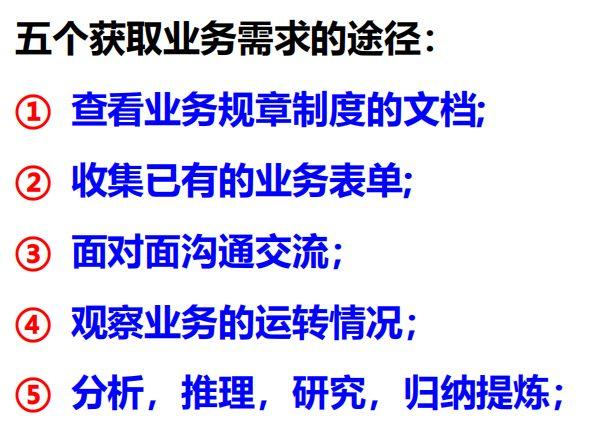 五个获取业务需求的途径：
① 查看业务规章制度的文档;
② 收集已有的业务表单;
③ 面对面沟通交流；
④ 观察业务的运转情况；
⑤ 分析，推理，研究，归纳提炼；